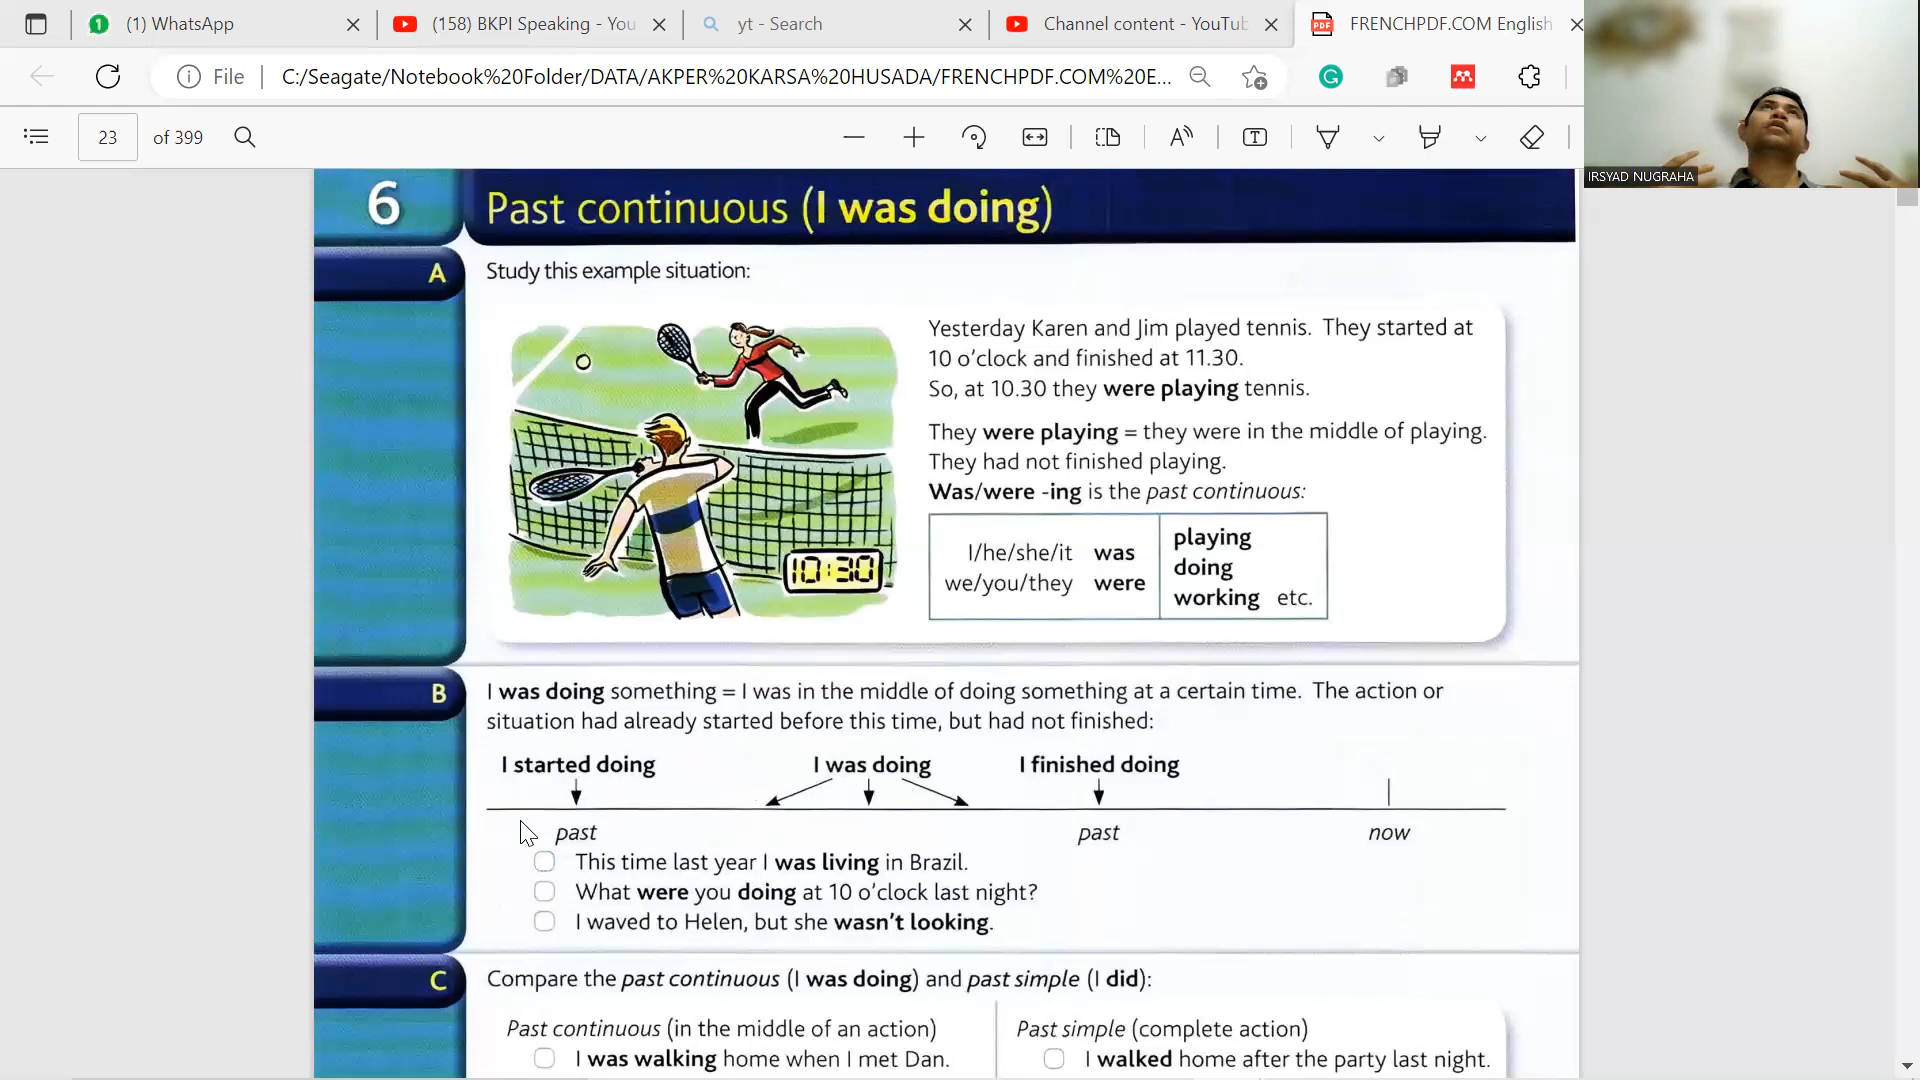 (1) WhatsApp
(158) BKPI Speaking - You
yt - Search
Channel content - YouTub
FRENCHPDF.COM English
File
C:/Seagate/Notebook%20Folder/DATA/AKPER%20KARSA%20HUSADA/FRENCHPDF.COM%20E...
23 of 399
IRSYAD NUGRAHA
6 Past continuous (I was doing)
A
Study this example situation:
Yesterday Karen and Jim played tennis. They started at
10 o'clock and finished at 11.30.
So, at 10.30 they were playing tennis.
They were playing = they were in the middle of playing.
They had not finished playing.
Was/were -ing is the past continuous:
I/he/she/it was
we/you/they were
playing
doing
working etc.
10:30
B
I was doing something = I was in the middle of doing something at a certain time. The action or
situation had already started before this time, but had not finished:
I started doing I was doing I finished doing
past past now
This time last year I was living in Brazil.
What were you doing at 10 o'clock last night?
I waved to Helen, but she wasn't looking.
C
Compare the past continuous (I was doing) and past simple (I did):
Past continuous (in the middle of an action)
I was walking home when I met Dan.
Past simple (complete action)
I walked home after the party last night.